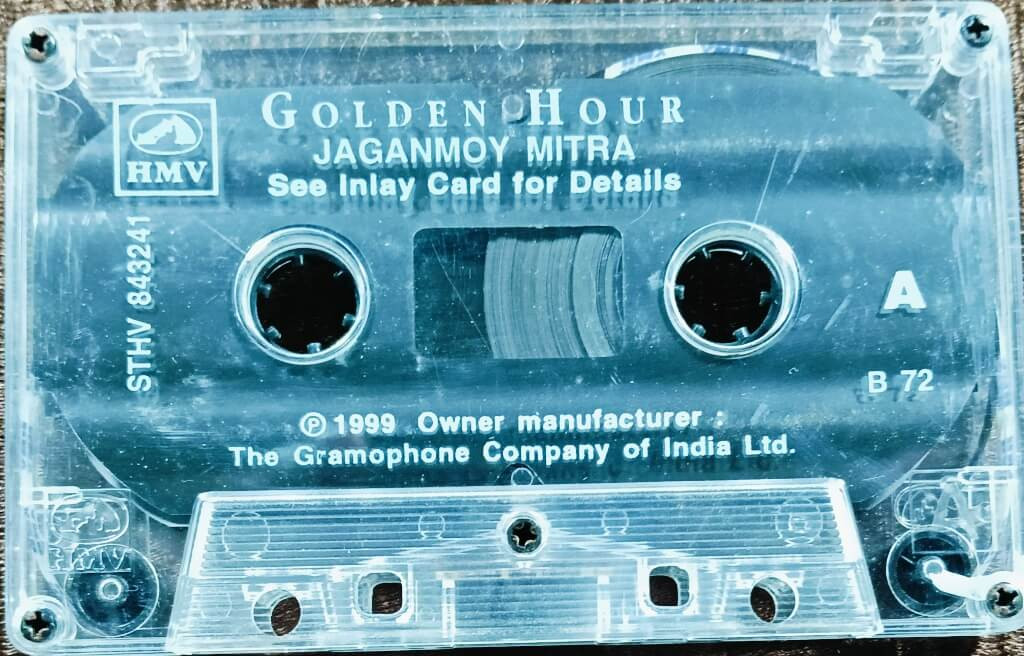 GOLDEN HOUR
JAGANMOY MITRA
See Inlay Card for Details
HMV
STHV 843241
A
B 72
Ⓟ 1999 Owner manufacturer :
The Gramophone Company of India Ltd.
HMV